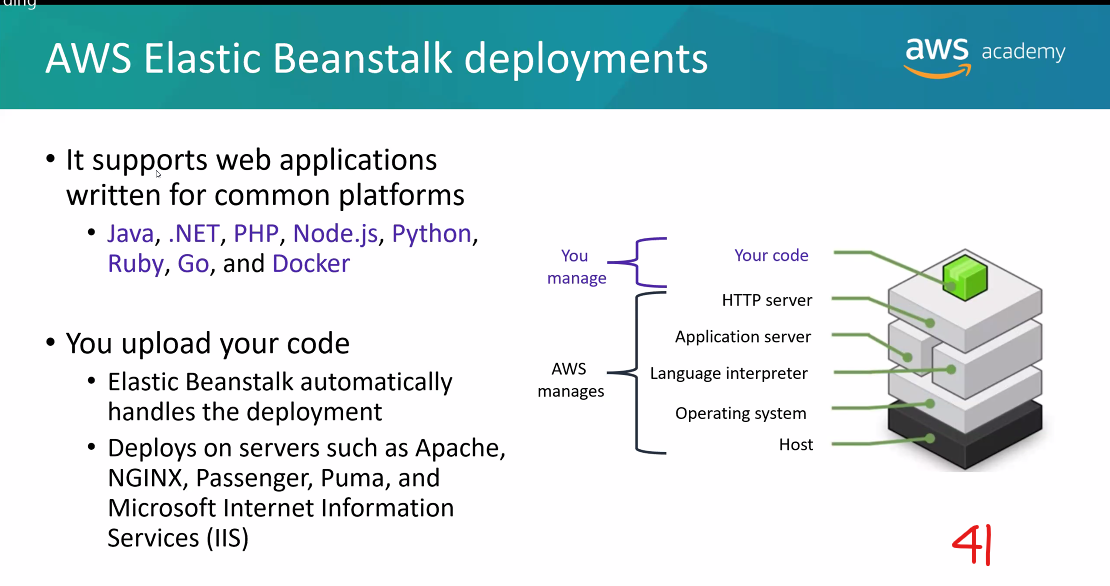 ding
AWS Elastic Beanstalk deployments
aws academy
• It supports web applications
written for common platforms
• Java, .NET, PHP, Node.js, Python,
Ruby, Go, and Docker
• You upload your code
• Elastic Beanstalk automatically
handles the deployment
• Deploys on servers such as Apache,
NGINX, Passenger, Puma, and
Microsoft Internet Information
Services (IIS)
You
manage
Your code
AWS
manages
HTTP server
Application server
Language interpreter
Operating system
Host
41